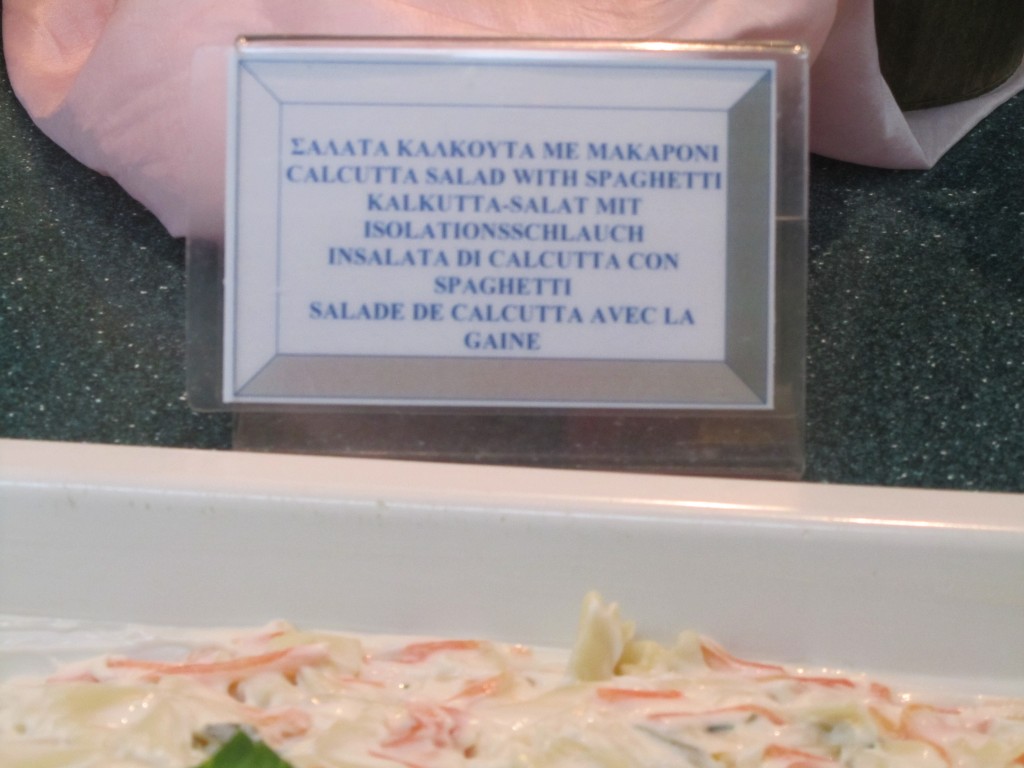 ΣΑΛΑΤΑ ΚΑΛΚΟΥΤΑ ΜΕ ΜΑΚΑΡΟΝΙ
CALCUTTA SALAD WITH SPAGHETTI
KALKUTTA-SALAT MIT
ISOLATIONSSCHLAUCH
INSALATA DI CALCUTTA CON
SPAGHETTI
SALADE DE CALCUTTA AVEC LA
GAINE